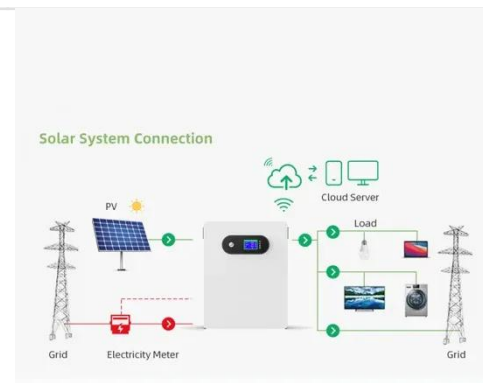 Solar System Connection
Cloud Server
PV
Load
Grid
Electricity Meter
Grid